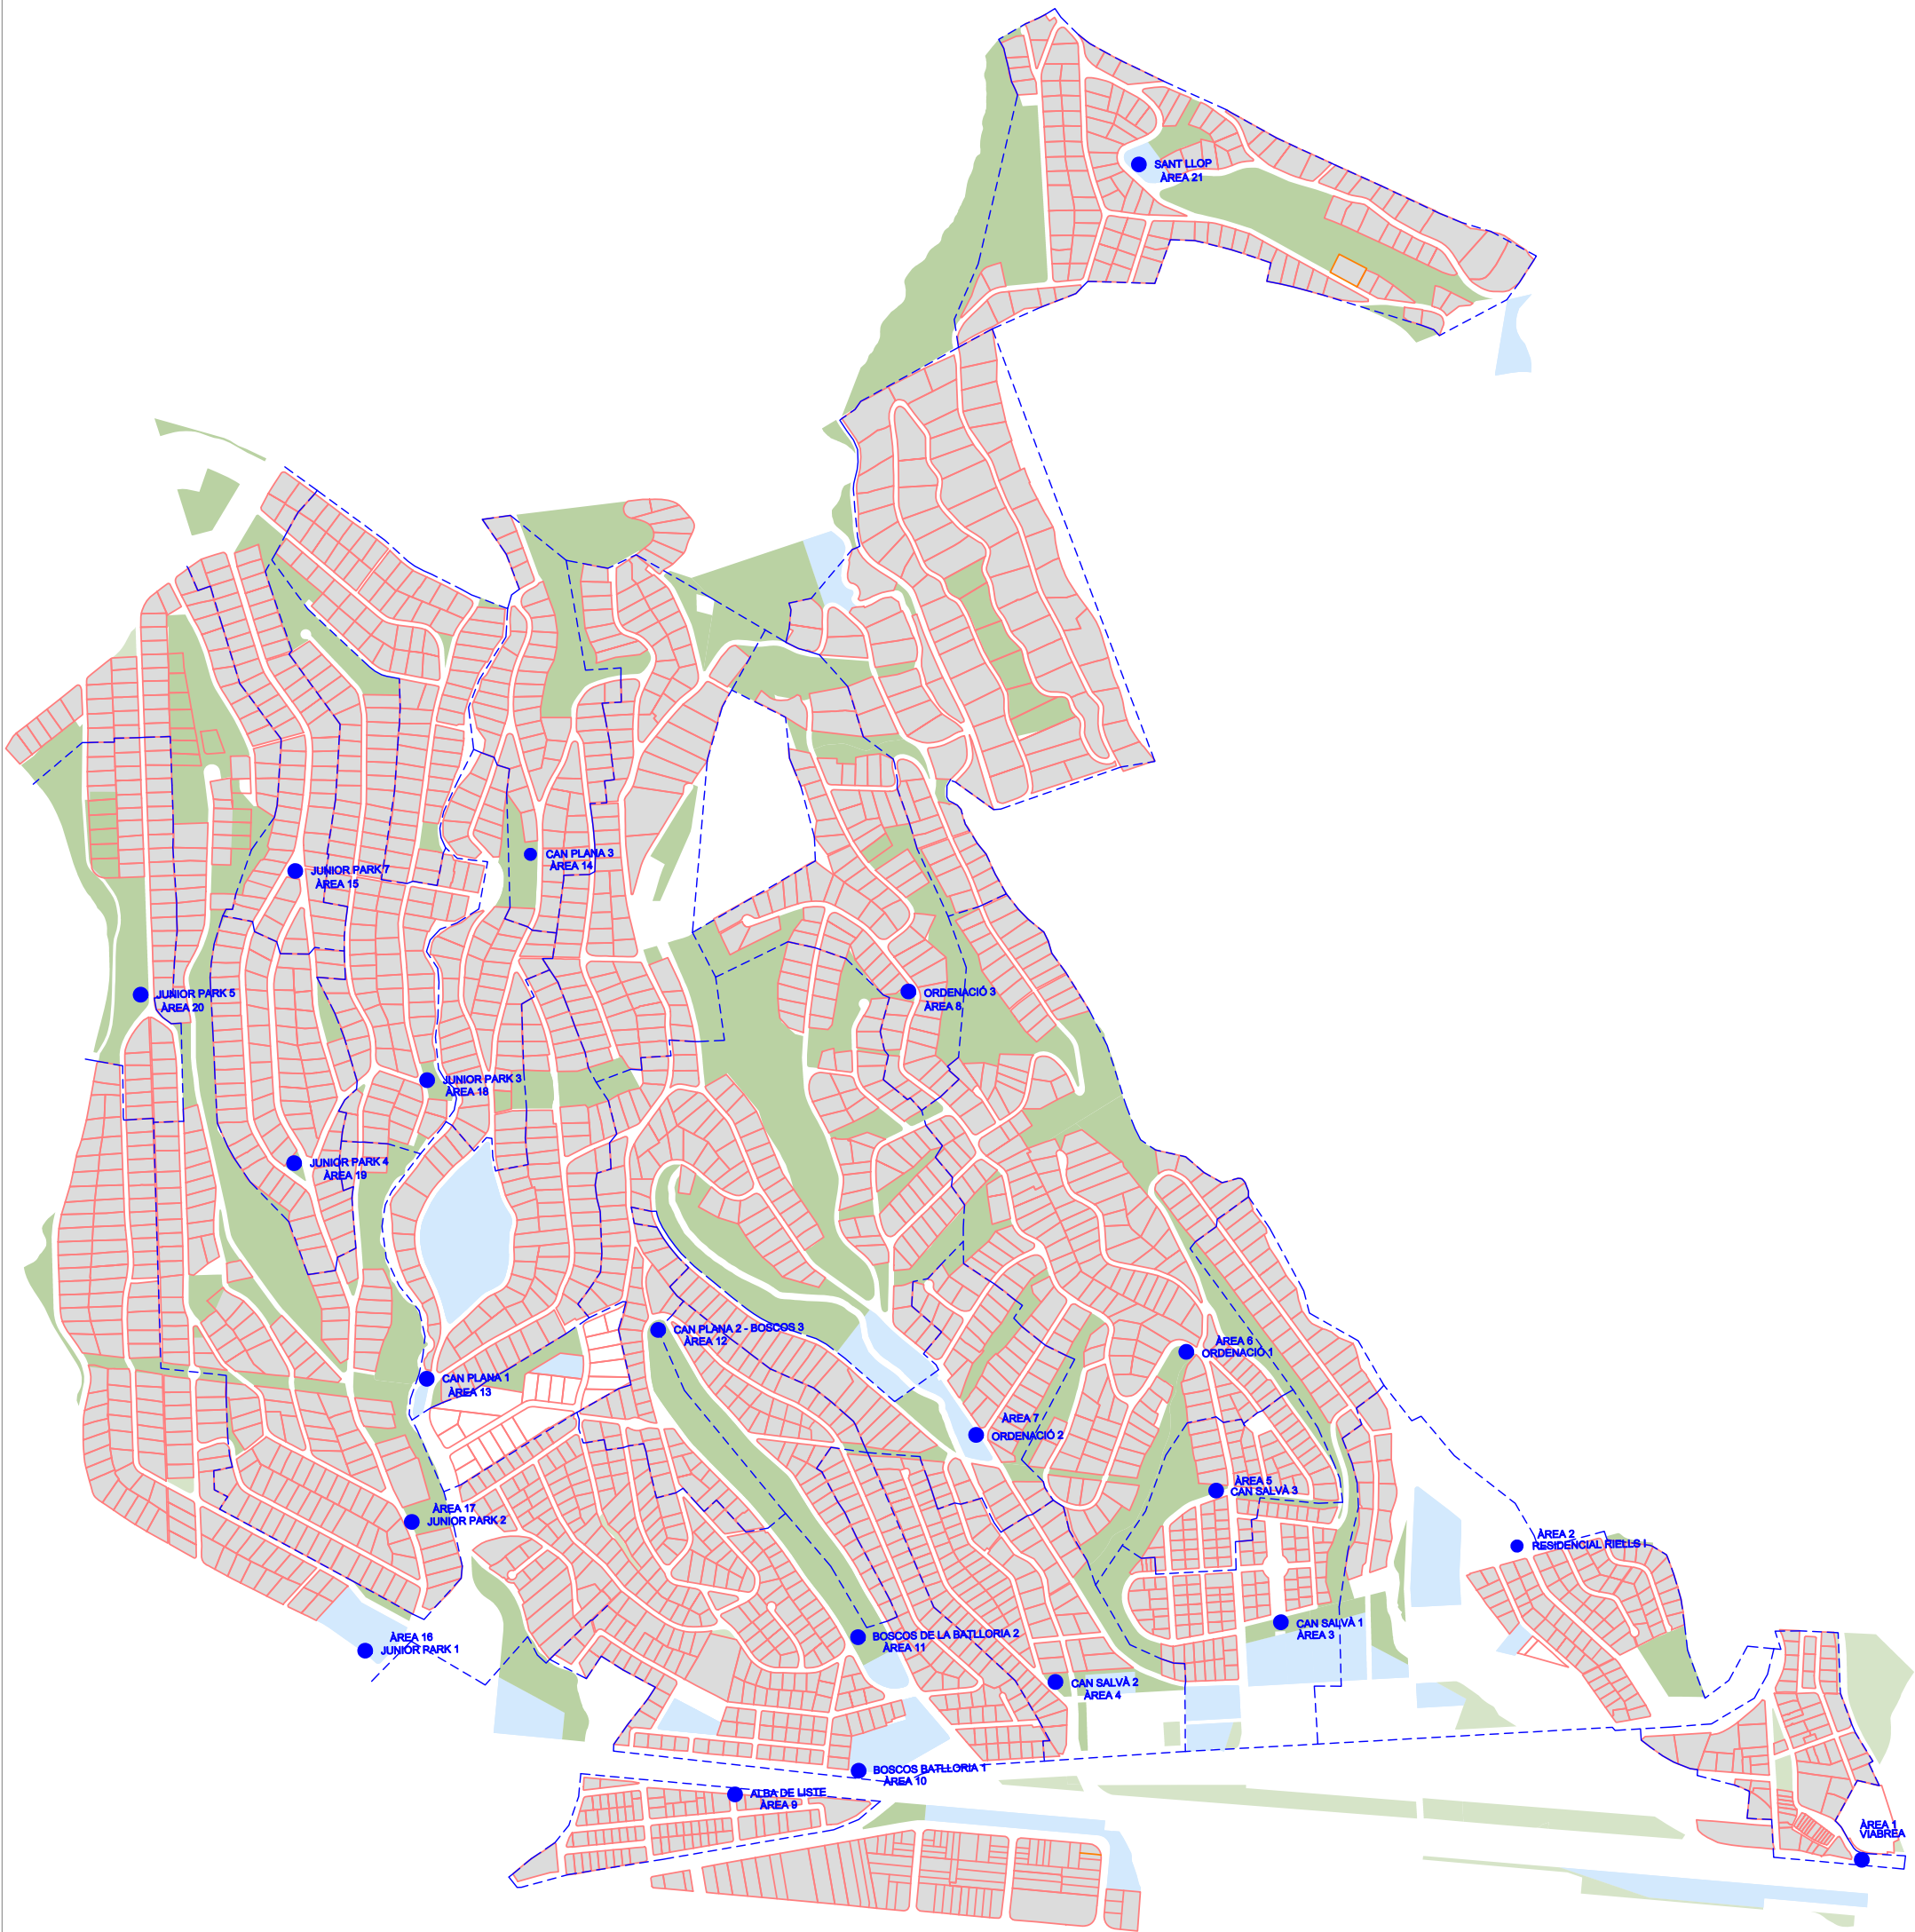 SANT LLOP
ÀREA 21
CAN PLANA 3
ÀREA 14
JUNIOR PARK 7
ÀREA 15
JUNIOR PARK 5
ÀREA 20
ORDENACIÓ 3
ÀREA 8
JUNIOR PARK 3
ÀREA 18
JUNIOR PARK 4
ÀREA 19
CAN PLANA 2 - BOSCOS 3
ÀREA 12
ÀREA 6
ORDENACIÓ 1
CAN PLANA 1
ÀREA 13
ÀREA 7
ORDENACIÓ 2
ÀREA 5
CAN SALVÀ 3
ÀREA 17
JUNIOR PARK 2
ÀREA 2
RESIDENCIAL RIELLS I
CAN SALVÀ 1
ÀREA 3
BOSCOS DE LA BATLLORIA 2
ÀREA 11
ÀREA 16
JUNIOR PARK 1
CAN SALVÀ 2
ÀREA 4
BOSCOS BATLLORIA 1
ÀREA 10
ALBA DE LISTE
ÀREA 9
ÀREA 1
VIABREA